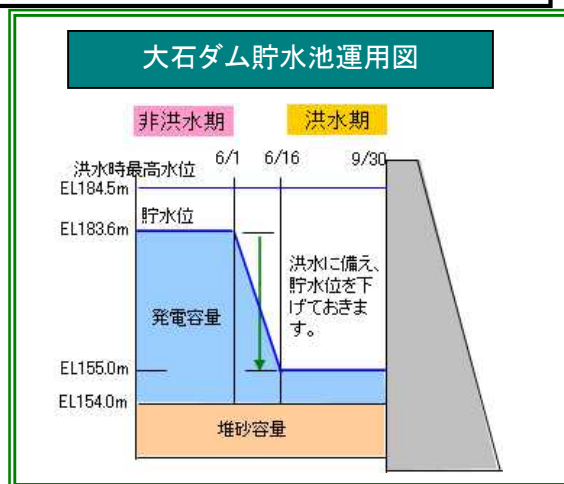 大石ダム貯水池運用図
非洪水期
洪水期
6/1
6/16
9/30
洪水時最高水位
EL184.5m
貯水位
EL183.6m
洪水に備え、
貯水位を下
げておきま
す。
発電容量
EL155.0m
EL154.0m
堆砂容量